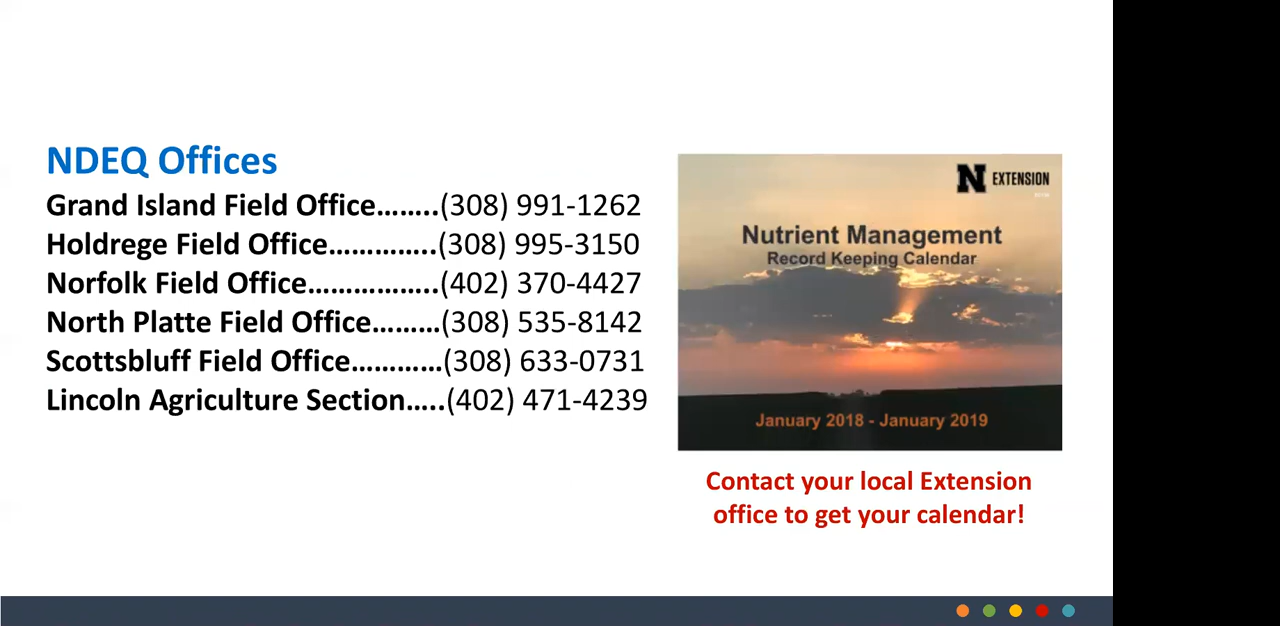 NDEQ Offices
Grand Island Field Office........(308) 991-1262
Holdrege Field Office..............(308) 995-3150
Norfolk Field Office.................(402) 370-4427
North Platte Field Office.........(308) 535-8142
Scottsbluff Field Office............(308) 633-0731
Lincoln Agriculture Section.....(402) 471-4239
N EXTENSION
Nutrient Management
Record Keeping Calendar
January 2018 - January 2019
Contact your local Extension
office to get your calendar!